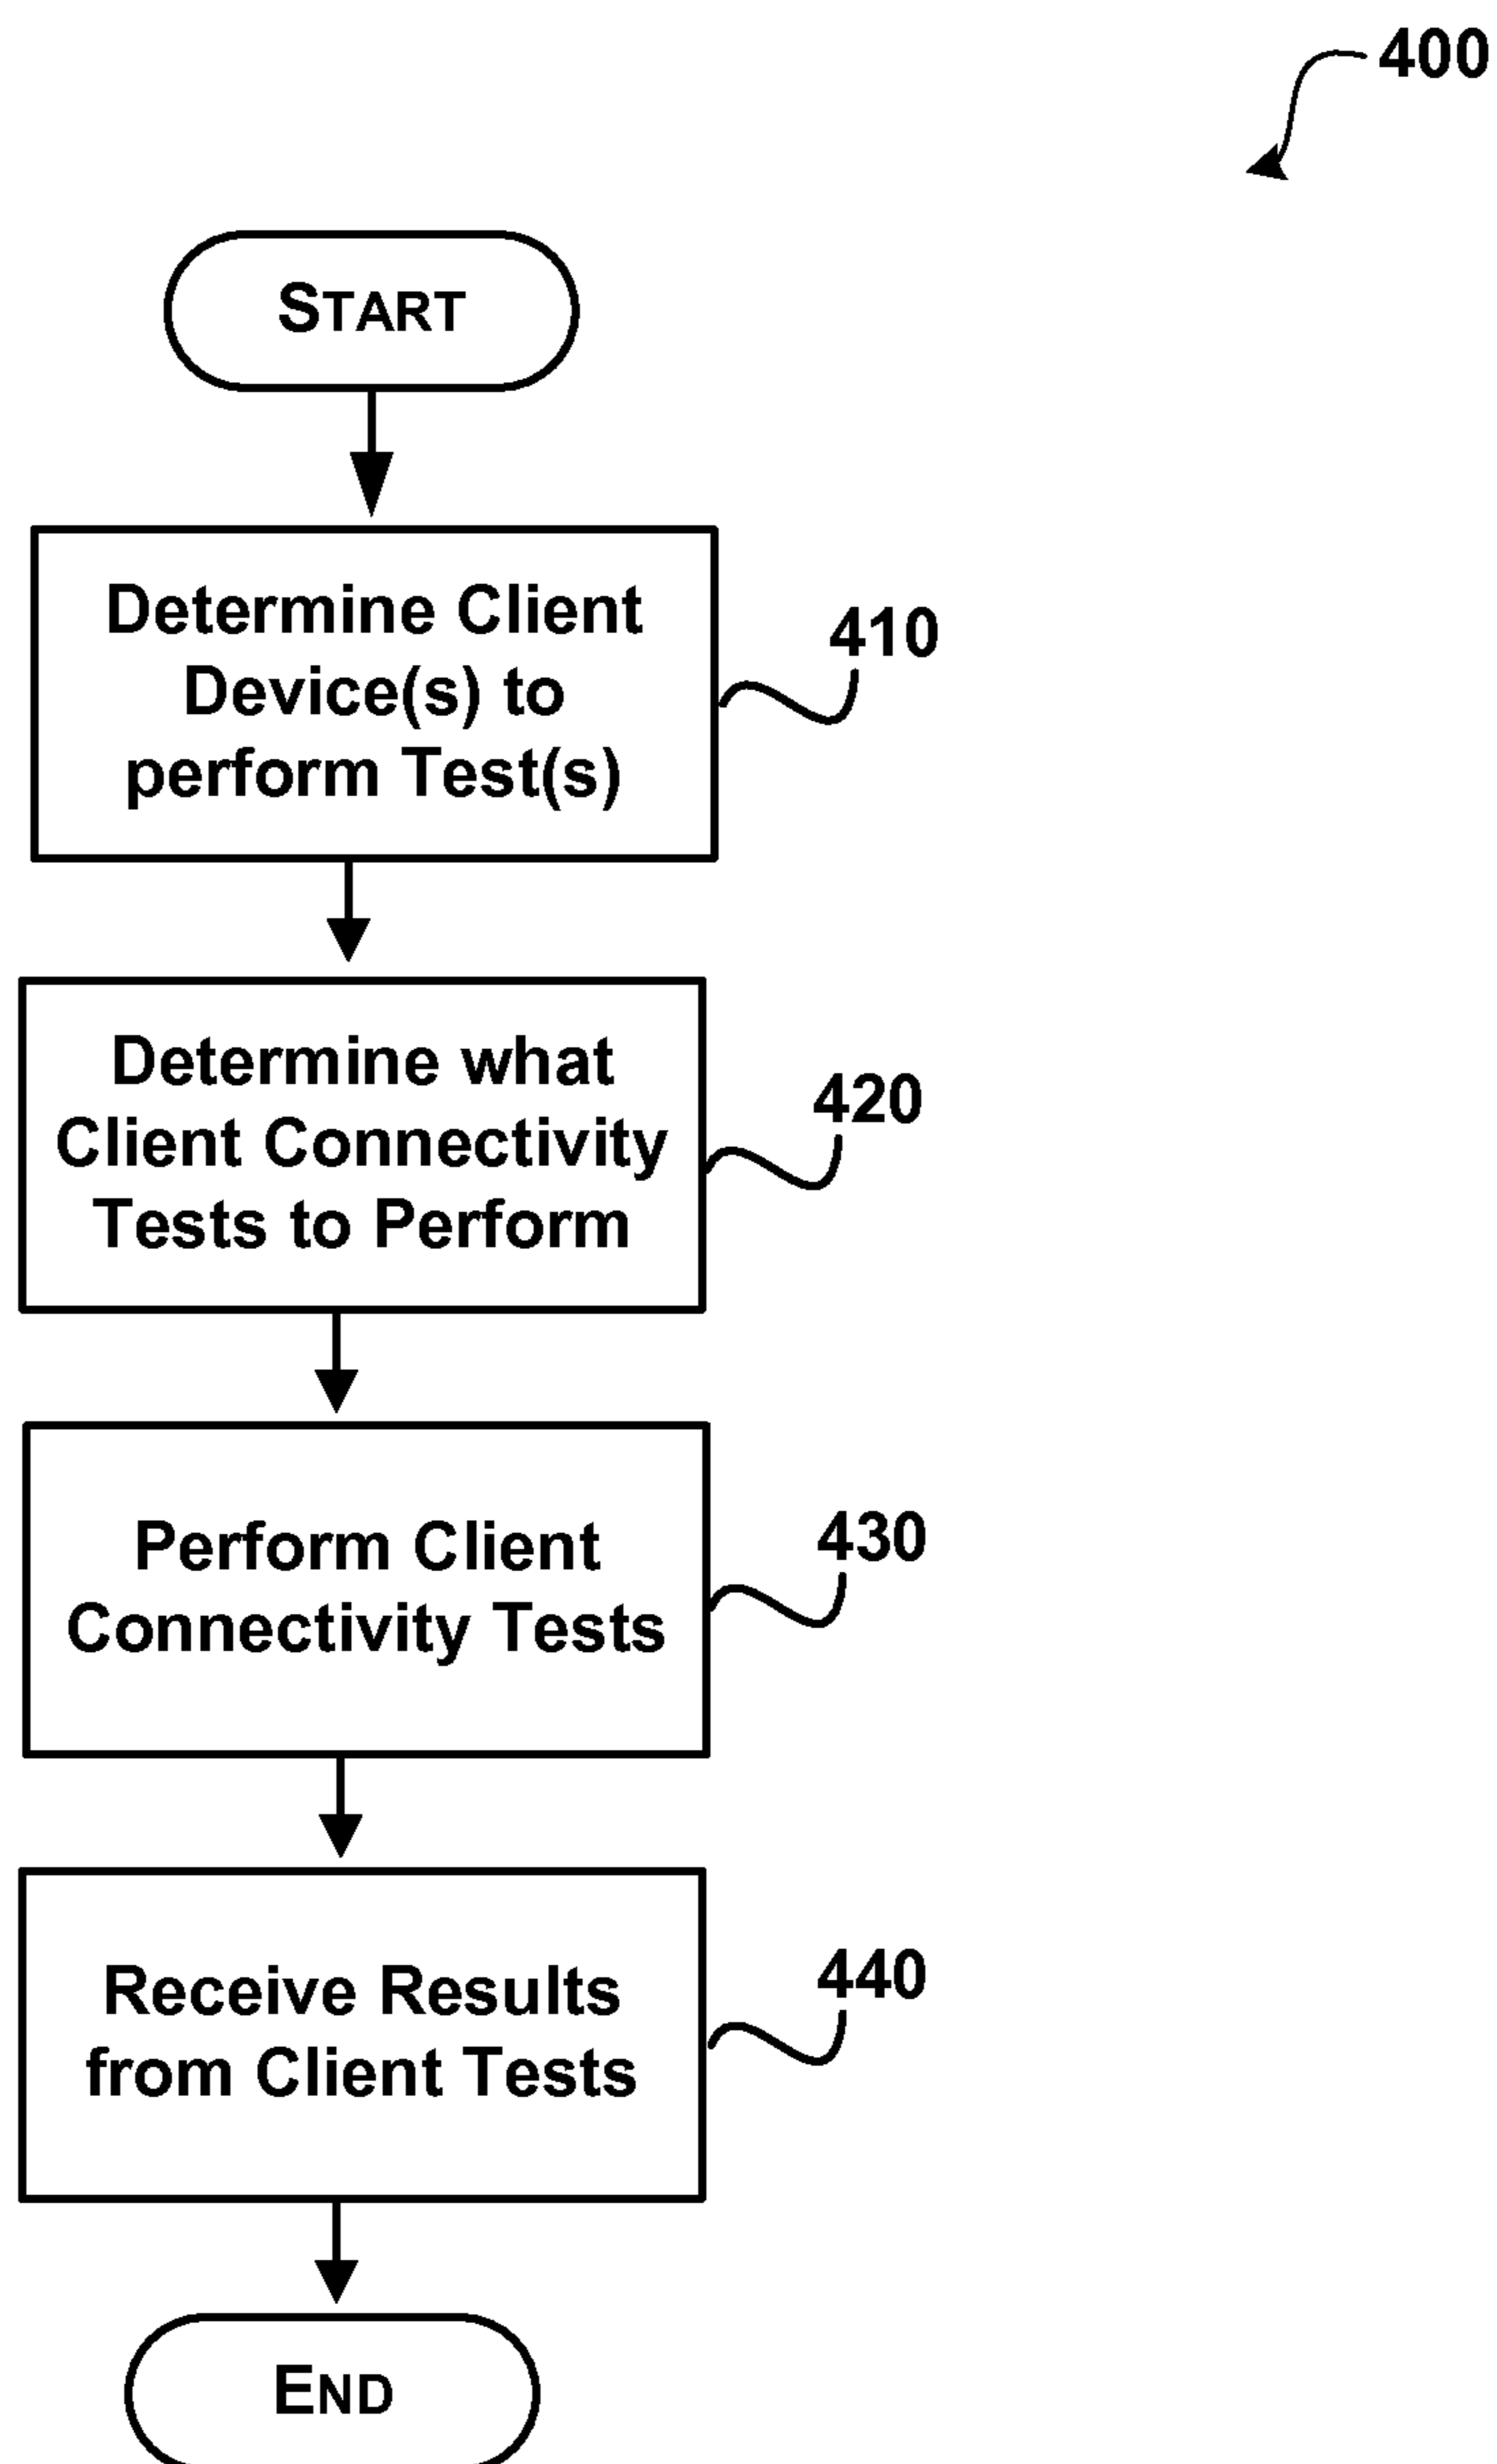 400
START
Determine Client
Device(s) to
perform Test(s)
410
Determine what
Client Connectivity
Tests to Perform
420
Perform Client
Connectivity Tests
430
Receive Results
from Client Tests
440
END